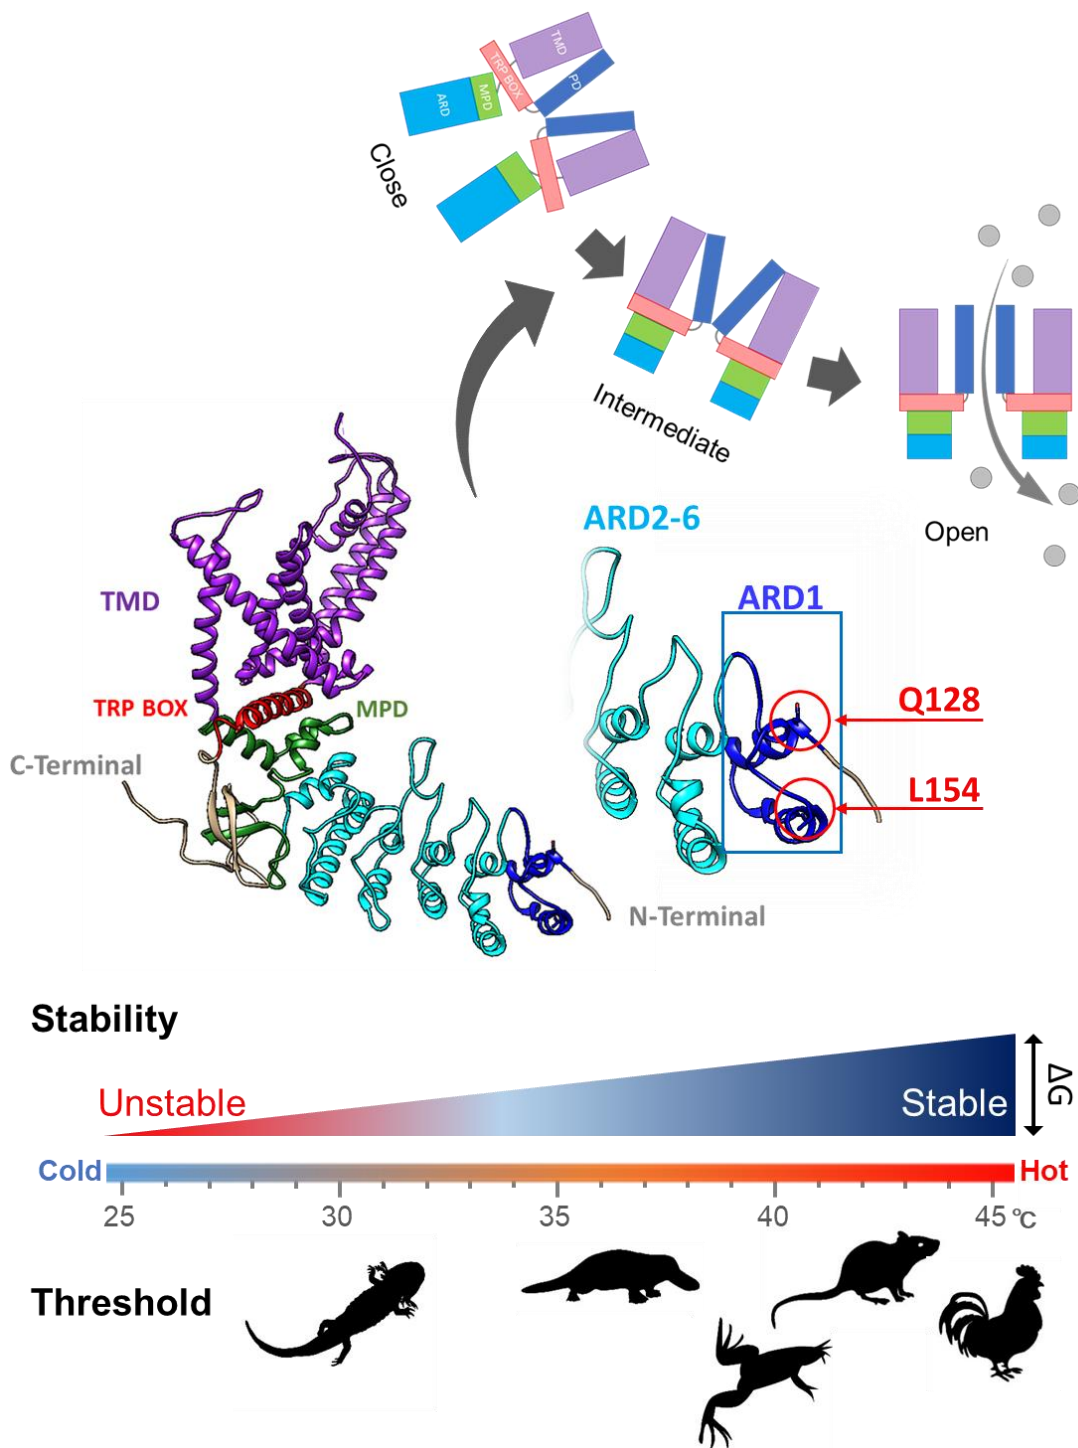 TMD
TRP BOX
PD
MPD
ARD
Close
Intermediate
Open
ARD2-6
ARD1
TMD
Q128
TRP BOX
MPD
C-Terminal
L154
N-Terminal
Stability
Unstable
Stable
ΔG
Cold
Hot
25 30 35 40 45 °C
Threshold